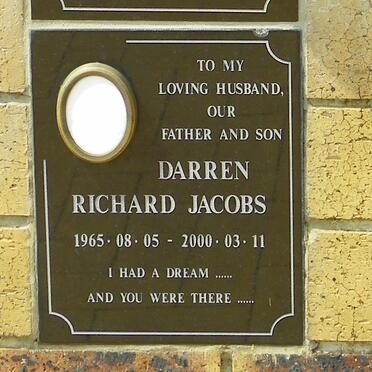 TO MY
LOVING HUSBAND,
OUR
FATHER AND SON
DARREN
RICHARD JACOBS
1965 · 08 · 05 - 2000 · 03 · 11
I HAD A DREAM ......
AND YOU WERE THERE ......